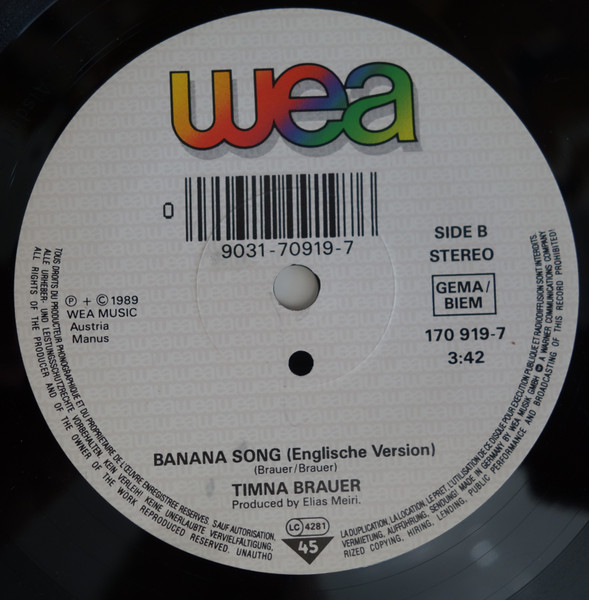 wea
0
9031-70919-7
SIDE B
STEREO
GEMA/
BIEM
170 919-7
3:42
Ⓟ + © 1989
WEA MUSIC
Austria
Manus
BANANA SONG (Englische Version)
(Brauer/Brauer)
TIMNA BRAUER
Produced by Elias Meiri.
LC 4281
45
TOUS DROITS DU PRODUCTEUR PHONOGRAPHIQUE ET DU PROPRIETAIRE DE L'ŒUVRE ENREGISTREE RESERVES. SAUF AUTORISATION,
LA DUPLICATION, LA LOCATION, LE PRET, L'UTILISATION DE CE DISQUE POUR EXECUTION PUBLIQUE ET RADIODIFFUSION SONT INTERDITS.
ALLE URHEBER- UND LEISTUNGSSCHUTZRECHTE VORBEHALTEN. KEIN VERLEIH! KEINE UNERLAUBTE VERVIELFÄLTIGUNG,
VERMIETUNG, AUFFÜHRUNG, SENDUNG! MADE IN GERMANY BY WEA MUSIK GMBH A WARNER COMMUNICATIONS COMPANY
ALL RIGHTS OF THE PRODUCER AND OF THE OWNER OF THE WORK REPRODUCED RESERVED. UNAUTHO
RIZED COPYING, HIRING, LENDING, PUBLIC PERFORMANCE AND BROADCASTING OF THIS RECORD PROHIBITED!